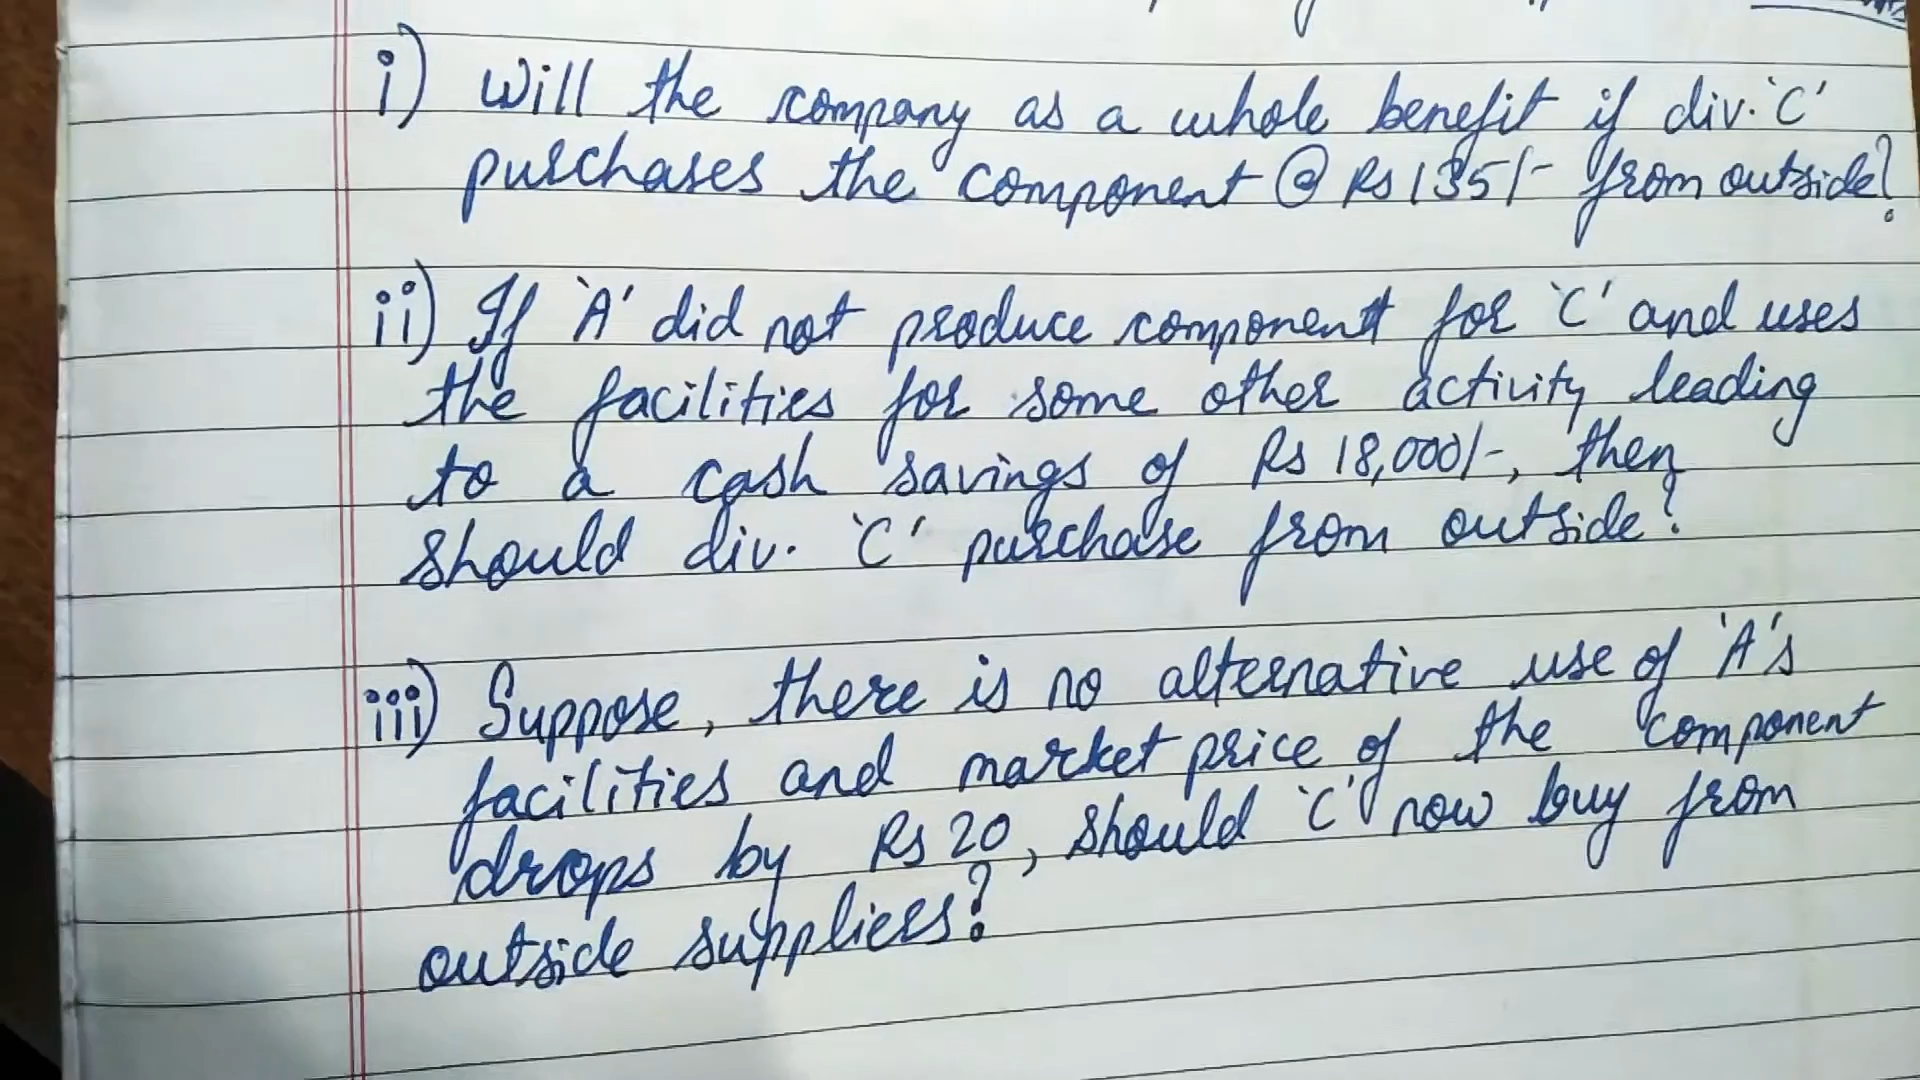 i) Will the company as a whole benefit if div. 'C'
purchases the component @ Rs 135/- from outside?
ii) If 'A' did not produce component for 'C' and uses
the facilities for some other activity leading
to a cash savings of Rs 18,000/-, then
should div. 'C' purchase from outside?
iii) Suppose, there is no alternative use of 'A's
facilities and market price of the component
drops by Rs 20, should 'C' now buy from
outside suppliers?